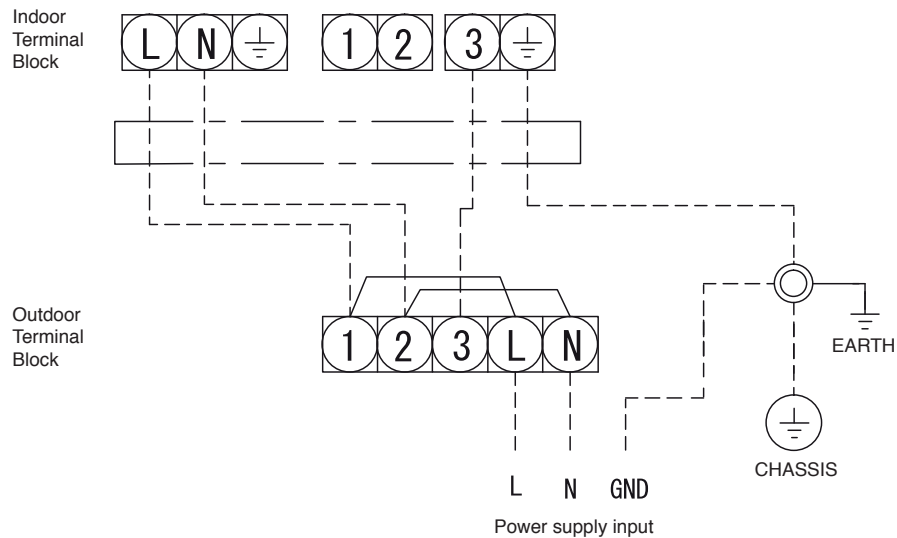 Indoor
Terminal
Block
L N 1 2 3
Outdoor
Terminal
Block
1 2 3 L N
EARTH
CHASSIS
L N GND
Power supply input